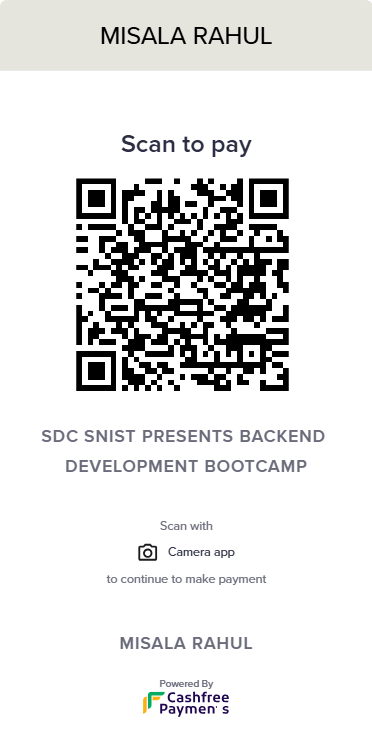 MISALA RAHUL
Scan to pay
SDC SNIST PRESENTS BACKEND
DEVELOPMENT BOOTCAMP
Scan with
Camera app
to continue to make payment
MISALA RAHUL
Powered By
Cashfree
Payments